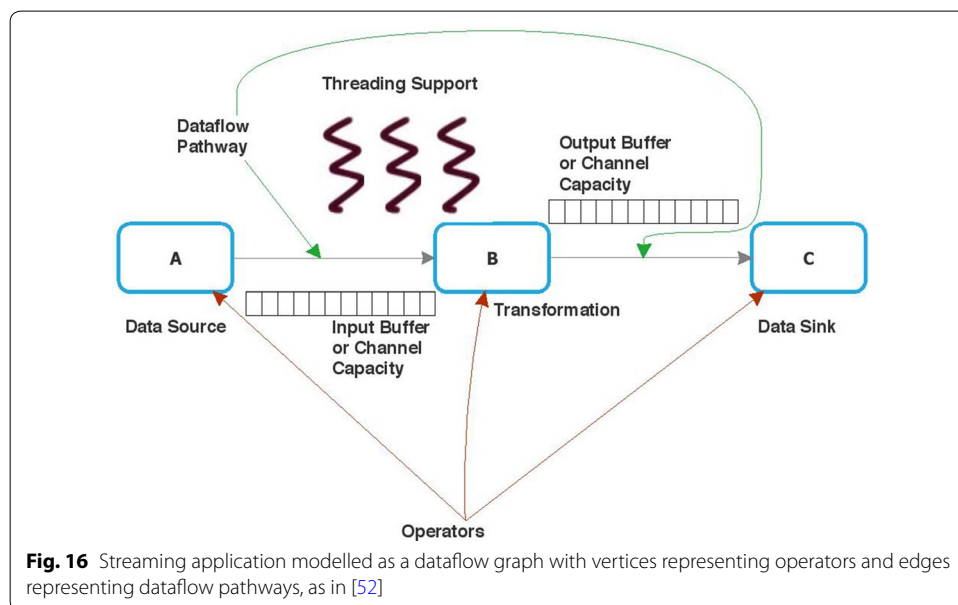 Threading Support
Dataflow
Pathway
Output Buffer
or Channel
Capacity
A
B
C
Data Source
Input Buffer
or Channel
Capacity
Transformation
Data Sink
Operators
Fig. 16 Streaming application modelled as a dataflow graph with vertices representing operators and edges
representing dataflow pathways, as in [52]